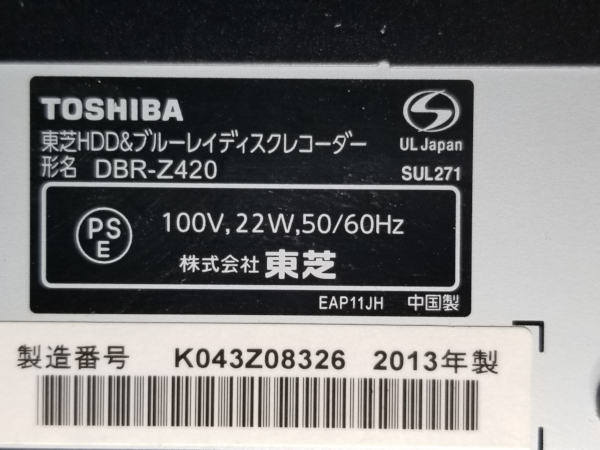 TOSHIBA
東芝HDD&ブルーレイディスクレコーダー
形名 DBR-Z420
S
UL Japan
SUL271
PS
E
100V,22W,50/60Hz
株式会社 東芝
EAP11JH 中国製
製造番号 K043Z08326 2013年製